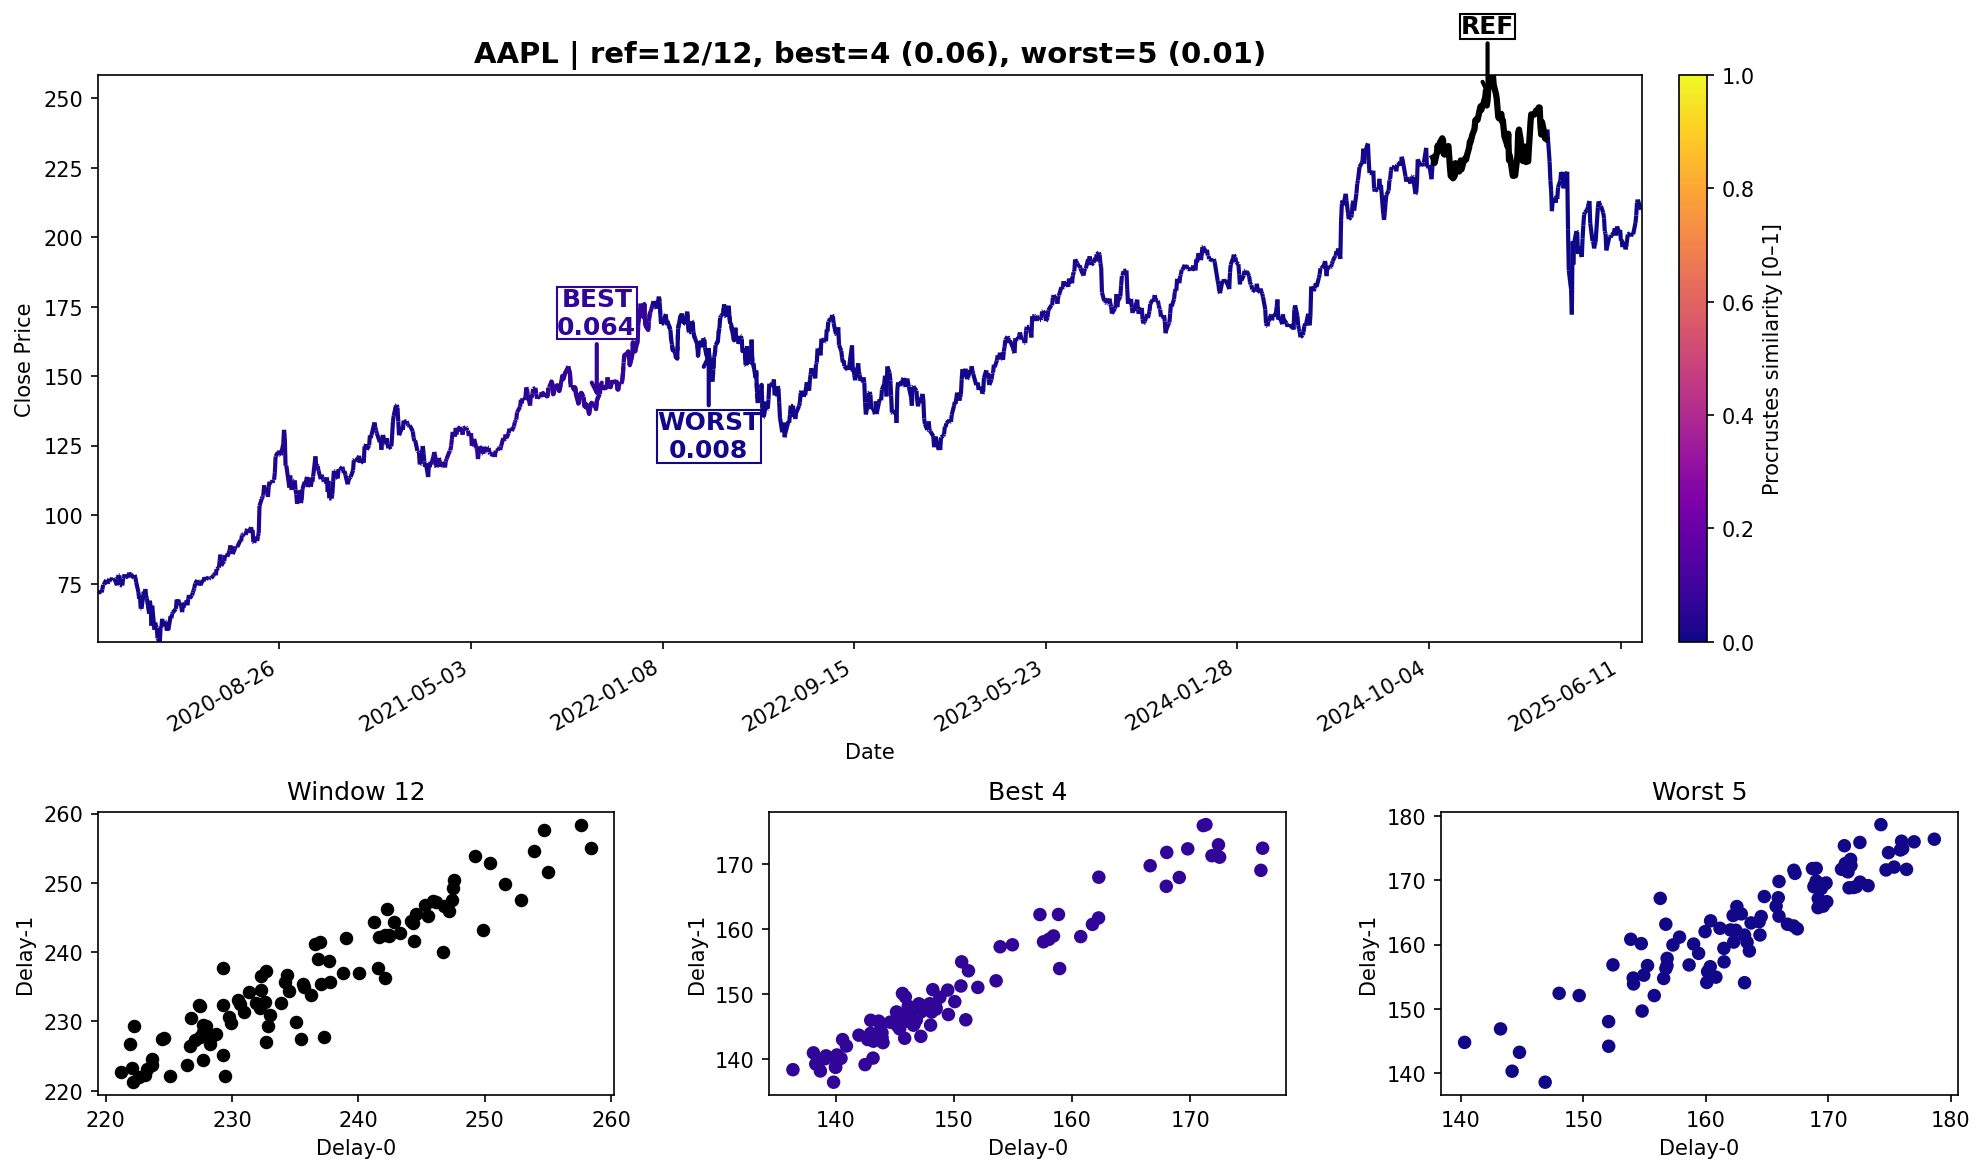 REF
AAPL | ref=12/12, best=4 (0.06), worst=5 (0.01)
250
225
200
175
150
125
100
75
Close Price
BEST
0.064
WORST
0.008
2020-08-26
2021-05-03
2022-01-08
2022-09-15
2023-05-23
2024-01-28
2024-10-04
2025-06-11
Date
1.0
0.8
0.6
0.4
0.2
0.0
Procrustes similarity [0–1]
Window 12
260
250
240
230
220
Delay-1
220 230 240 250 260
Delay-0
Best 4
170
160
150
140
Delay-1
140 150 160 170
Delay-0
Worst 5
180
170
160
150
140
Delay-1
140 150 160 170 180
Delay-0